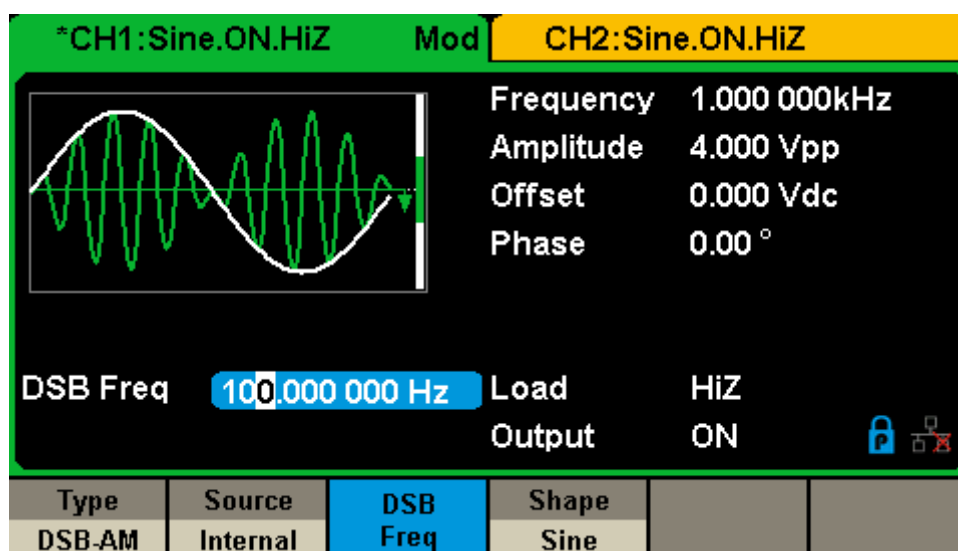 *CH1:Sine.ON.HiZ Mod CH2:Sine.ON.HiZ
Frequency 1.000 000kHz
Amplitude 4.000 Vpp
Offset 0.000 Vdc
Phase 0.00 °
DSB Freq 100.000 000 Hz Load HiZ
Output ON P
Type Source DSB Freq Shape
DSB-AM Internal Sine